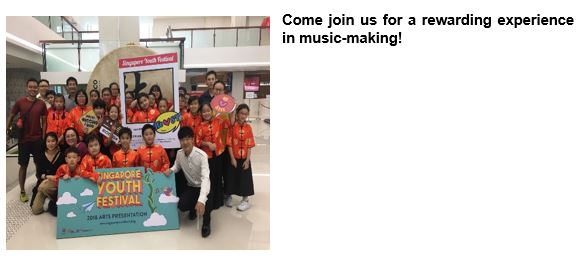 Come join us for a rewarding experience
in music-making!
Singapore Youth Festival
SINGAPORE
YOUTH
FESTIVAL
2018 ARTS PRESENTATION